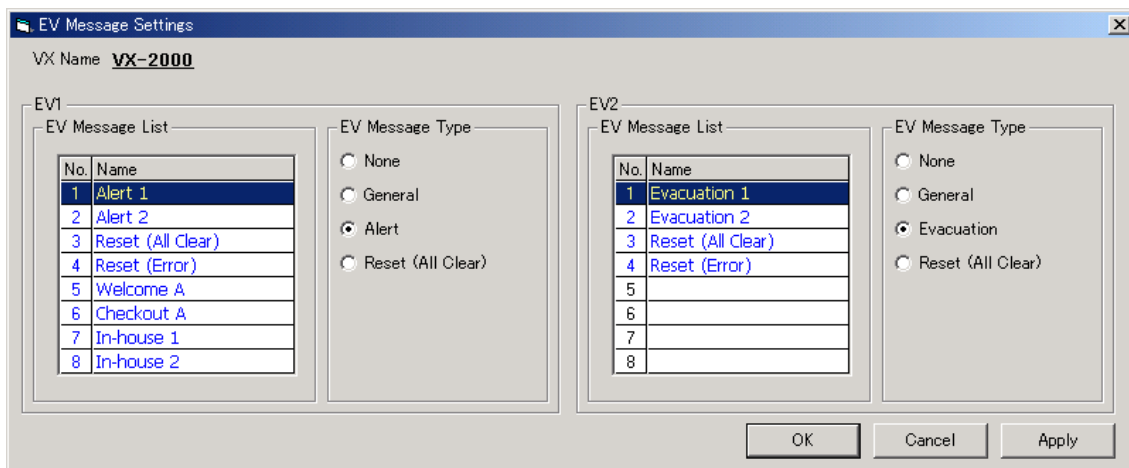 EV Message Settings
VX Name VX-2000
EV1
EV Message List
No. Name
1 Alert 1
2 Alert 2
3 Reset (All Clear)
4 Reset (Error)
5 Welcome A
6 Checkout A
7 In-house 1
8 In-house 2
EV Message Type
None
General
Alert
Reset (All Clear)
EV2
EV Message List
No. Name
1 Evacuation 1
2 Evacuation 2
3 Reset (All Clear)
4 Reset (Error)
5
6
7
8
EV Message Type
None
General
Evacuation
Reset (All Clear)
OK Cancel Apply